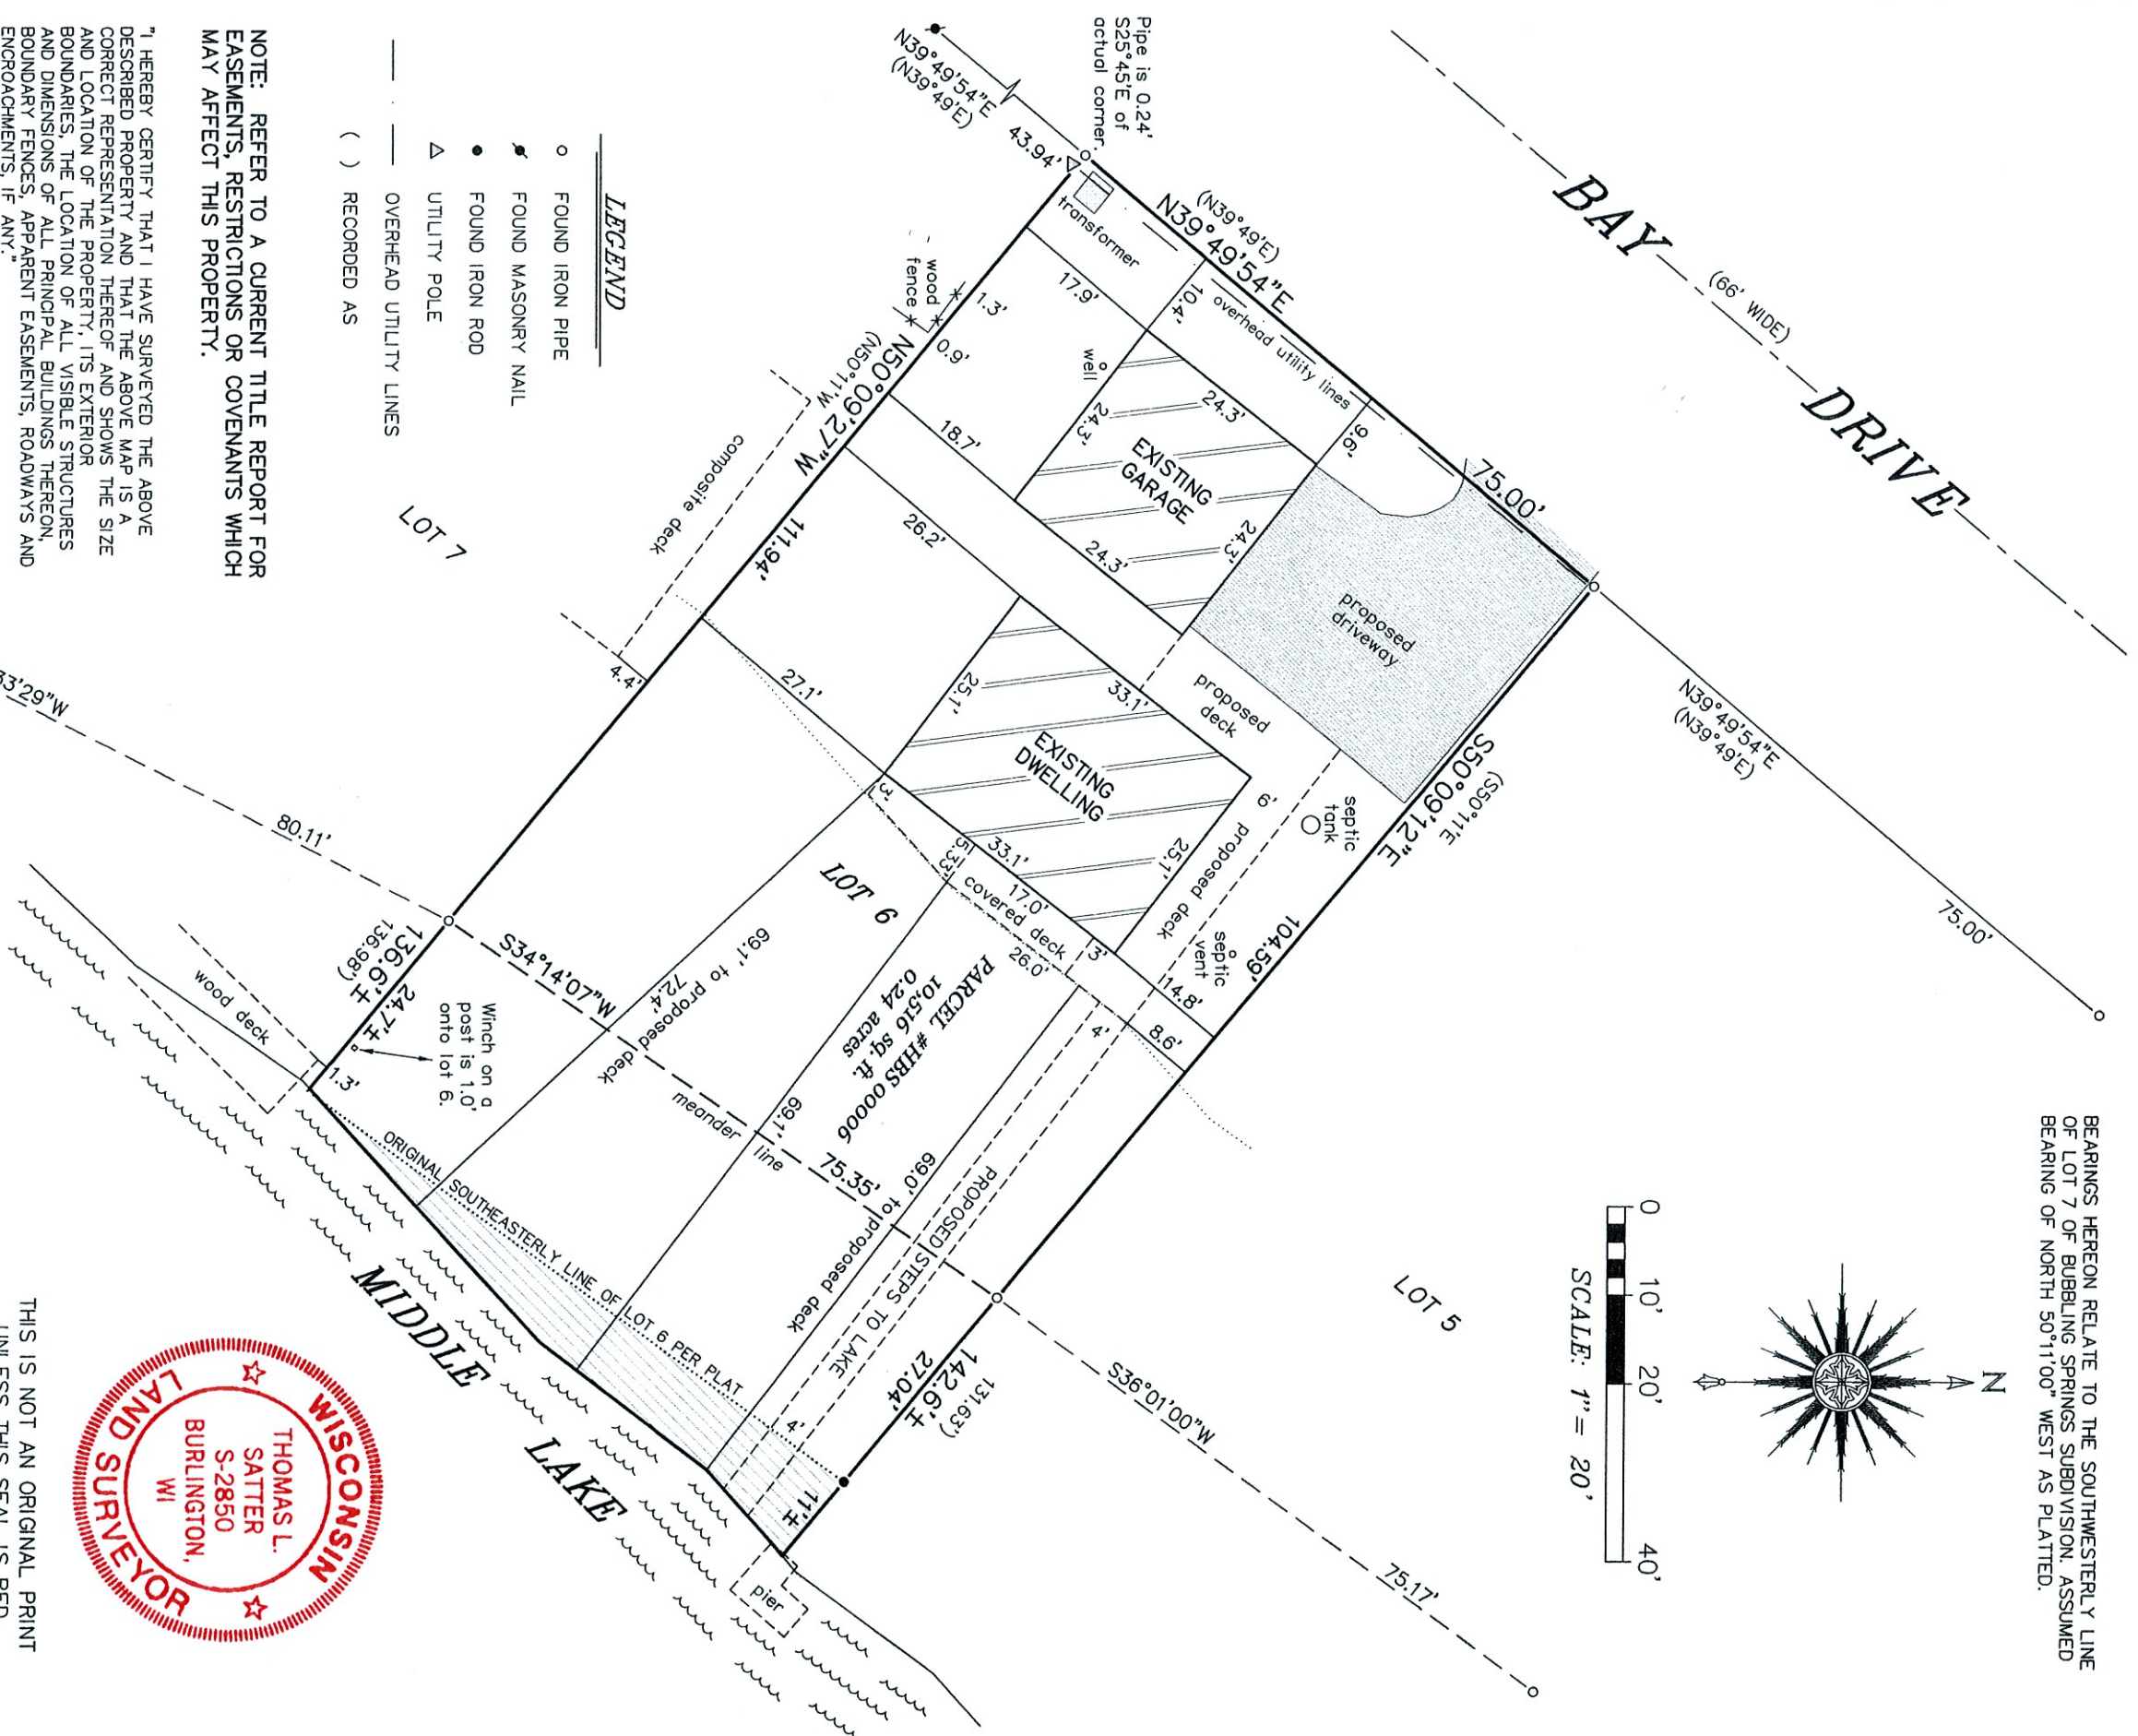 BEARINGS HEREON RELATE TO THE SOUTHWESTERLY LINE
OF LOT 7 OF BUBBLING SPRINGS SUBDIVISION. ASSUMED
BEARING OF NORTH 50°11'00" WEST AS PLATTED.
N
0 10' 20' 40'
SCALE: 1"= 20'
BAY DRIVE
(66' WIDE)
Pipe is 0.24'
S25°45'E of
actual corner.
N39°49'54"E
(N39°49'E)
43.94'
(N39°49'E)
N39°49'54"E
75.00'
N39°49'54"E
(N39°49'E)
75.00'
transformer
overhead utility lines
17.9'
10.4'
9.6'
well
24.3'
24.3'
EXISTING
GARAGE
24.3'
24.3'
proposed
driveway
1.3'
wood
fence
0.9'
18.7'
N50°09'27"W
(N50°11'W)
111.94'
composite deck
26.2'
33.1'
25.1'
EXISTING
DWELLING
33.1'
25.1'
proposed
deck
6' proposed deck
septic
tank
septic
vent
(S50°11'E)
S50°09'12"E
104.59'
27.1'
4.4'
3'
5.33'
17.0'
covered deck
26.0'
3'
14.8'
8.6'
4'
LOT 7
LOT 6
LOT 5
PARCEL #HBS 00006
10,516 sq. ft.
0.24 acres
69.1' to proposed deck
72.4'
69.1'
69.0' to proposed deck
PROPOSED STEPS TO LAKE
33'29"W
80.11'
S34°14'07"W
75.35'
meander line
S36°01'00"W
75.17'
136.6'±
136.98')
24.7'±
Winch on a
post is 1.0'
onto lot 6.
1.3'
wood deck
ORIGINAL SOUTHEASTERLY LINE OF LOT 6 PER PLAT
(131.63')
142.6'±
27.04'
4'
11'±
pier
MIDDLE LAKE
LEGEND
FOUND IRON PIPE
FOUND MASONRY NAIL
FOUND IRON ROD
UTILITY POLE
OVERHEAD UTILITY LINES
( ) RECORDED AS
NOTE: REFER TO A CURRENT TITLE REPORT FOR
EASEMENTS, RESTRICTIONS OR COVENANTS WHICH
MAY AFFECT THIS PROPERTY.
"I HEREBY CERTIFY THAT I HAVE SURVEYED THE ABOVE
DESCRIBED PROPERTY AND THAT THE ABOVE MAP IS A
CORRECT REPRESENTATION THEREOF AND SHOWS THE SIZE
AND LOCATION OF THE PROPERTY, ITS EXTERIOR
BOUNDARIES, THE LOCATION OF ALL VISIBLE STRUCTURES
AND DIMENSIONS OF ALL PRINCIPAL BUILDINGS THEREON,
BOUNDARY FENCES, APPARENT EASEMENTS, ROADWAYS AND
ENCROACHMENTS, IF ANY."
WISCONSIN
THOMAS L.
SATTER
S-2850
BURLINGTON,
WI
LAND SURVEYOR
THIS IS NOT AN ORIGINAL PRINT
UNLESS THIS SEAL IS RED